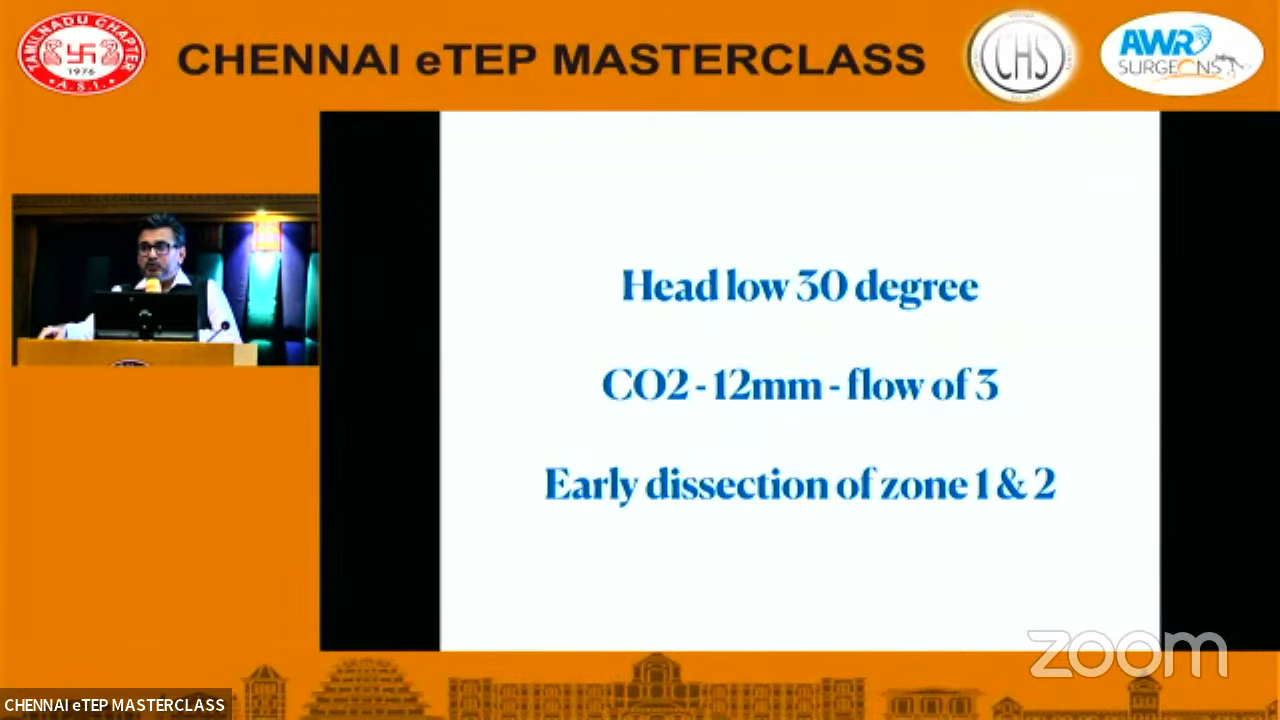 TAMILNADU CHAPTER
1976
A.S.I.
CHENNAI eTEP MASTERCLASS
CHS
AWR
SURGEONS
Head low 30 degree
CO2 - 12mm - flow of 3
Early dissection of zone 1 & 2
zoom
CHENNAI eTEP MASTERCLASS